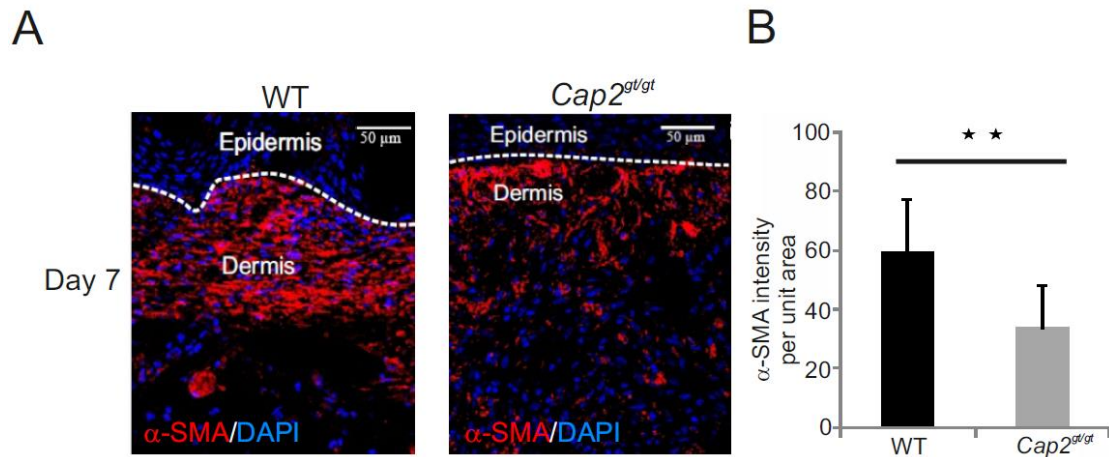 A
B
WT
Cap2gt/gt
Epidermis
50 µm
Dermis
α-SMA/DAPI
Epidermis
50 µm
Dermis
α-SMA/DAPI
Day 7
★ ★
α-SMA intensity
per unit area
100
80
60
40
20
0
WT
Cap2gt/gt